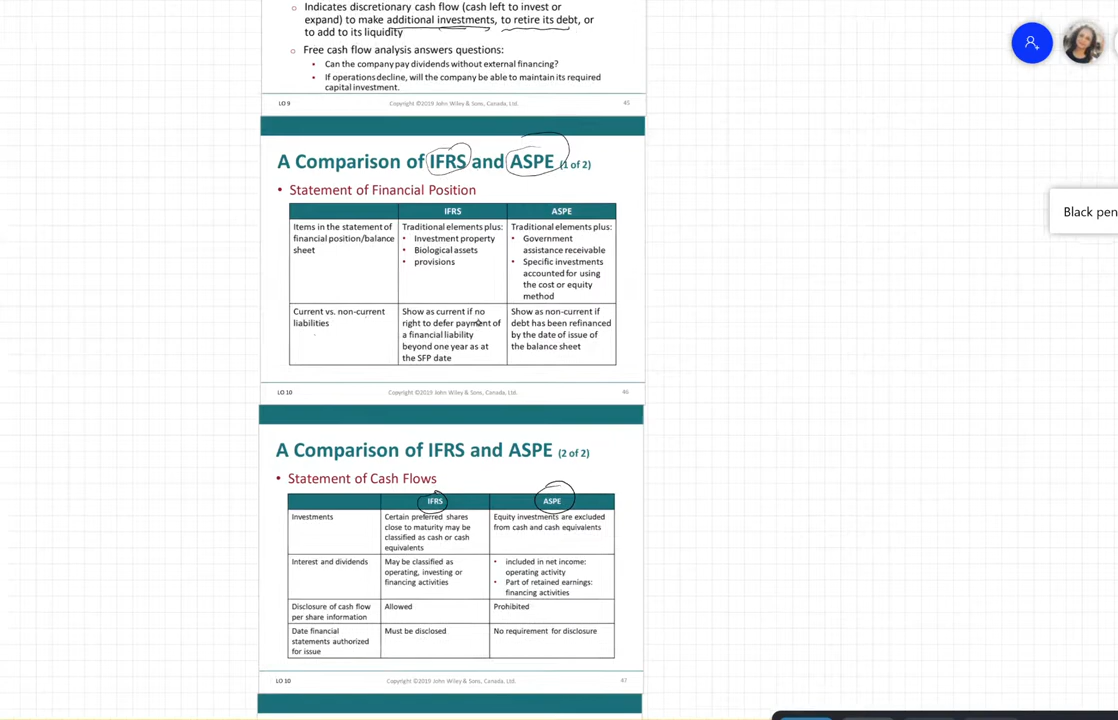 Indicates discretionary cash flow (cash left to invest or
expand) to make additional investments, to retire its debt, or
to add to its liquidity
Free cash flow analysis answers questions:
Can the company pay dividends without external financing?
If operations decline, will the company be able to maintain its required
capital investment.
LO 9 Copyright ©2019 John Wiley & Sons, Canada, Ltd. 45
A Comparison of IFRS and ASPE (1 of 2)
• Statement of Financial Position
IFRS ASPE
Items in the statement of
financial position/balance
sheet
Traditional elements plus:
• Investment property
• Biological assets
• provisions
Traditional elements plus:
• Government
assistance receivable
• Specific investments
accounted for using
the cost or equity
method
Current vs. non-current
liabilities
Show as current if no
right to defer payment of
a financial liability
beyond one year as at
the SFP date
Show as non-current if
debt has been refinanced
by the date of issue of
the balance sheet
LO 10 Copyright ©2019 John Wiley & Sons, Canada, Ltd. 46
A Comparison of IFRS and ASPE (2 of 2)
• Statement of Cash Flows
IFRS ASPE
Investments
Certain preferred shares
close to maturity may be
classified as cash or cash
equivalents
Equity investments are excluded
from cash and cash equivalents
Interest and dividends
May be classified as
operating, investing or
financing activities
• included in net income:
operating activity
• Part of retained earnings:
financing activities
Disclosure of cash flow
per share information
Allowed
Prohibited
Date financial
statements authorized
for issue
Must be disclosed
No requirement for disclosure
LO 10 Copyright ©2019 John Wiley & Sons, Canada, Ltd. 47
Black pen